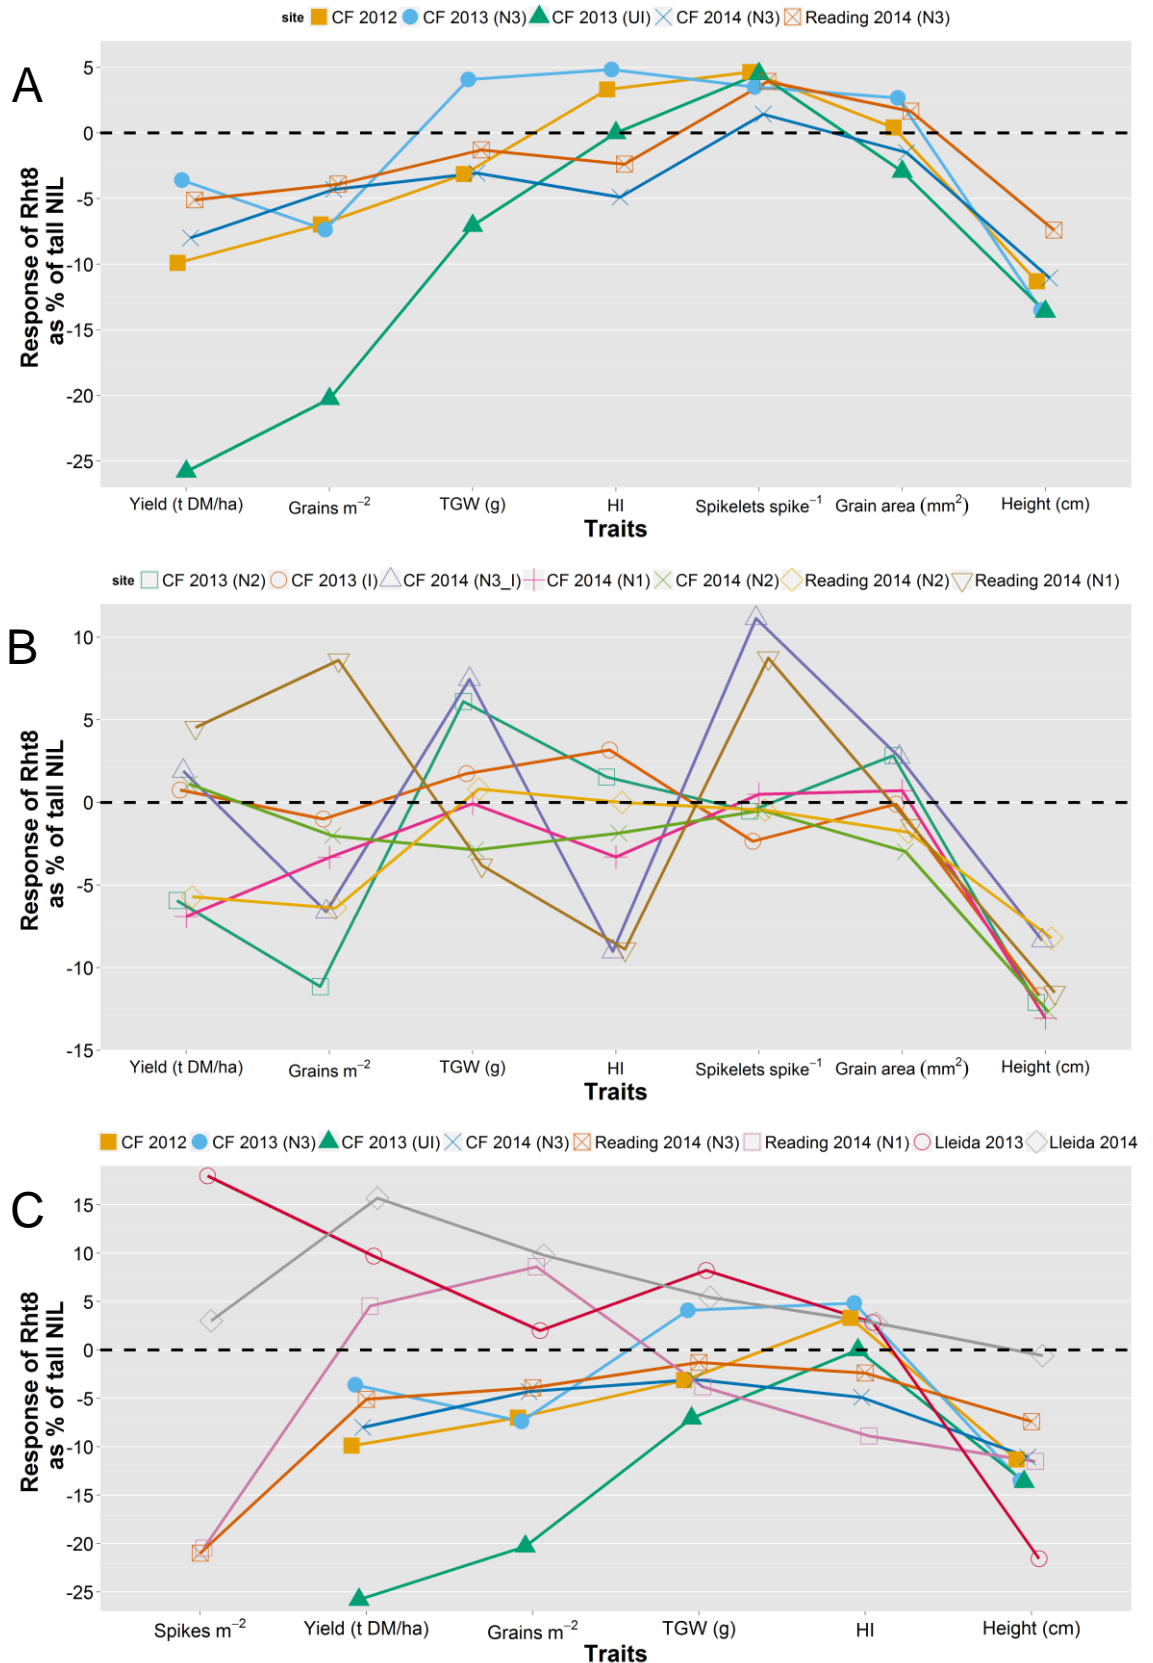 site CF 2012 CF 2013 (N3) CF 2013 (UI) CF 2014 (N3) Reading 2014 (N3)
A
Response of Rht8
as % of tall NIL
5
0
-5
-10
-15
-20
-25
Yield (t DM/ha) Grains m⁻² TGW (g) HI Spikelets spike⁻¹ Grain area (mm²) Height (cm)
Traits
site CF 2013 (N2) CF 2013 (I) CF 2014 (N3_I) CF 2014 (N1) CF 2014 (N2) Reading 2014 (N2) Reading 2014 (N1)
B
Response of Rht8
as % of tall NIL
10
5
0
-5
-10
-15
Yield (t DM/ha) Grains m⁻² TGW (g) HI Spikelets spike⁻¹ Grain area (mm²) Height (cm)
Traits
CF 2012 CF 2013 (N3) CF 2013 (UI) CF 2014 (N3) Reading 2014 (N3) Reading 2014 (N1) Lleida 2013 Lleida 2014
C
Response of Rht8
as % of tall NIL
15
10
5
0
-5
-10
-15
-20
-25
Spikes m⁻² Yield (t DM/ha) Grains m⁻² TGW (g) HI Height (cm)
Traits